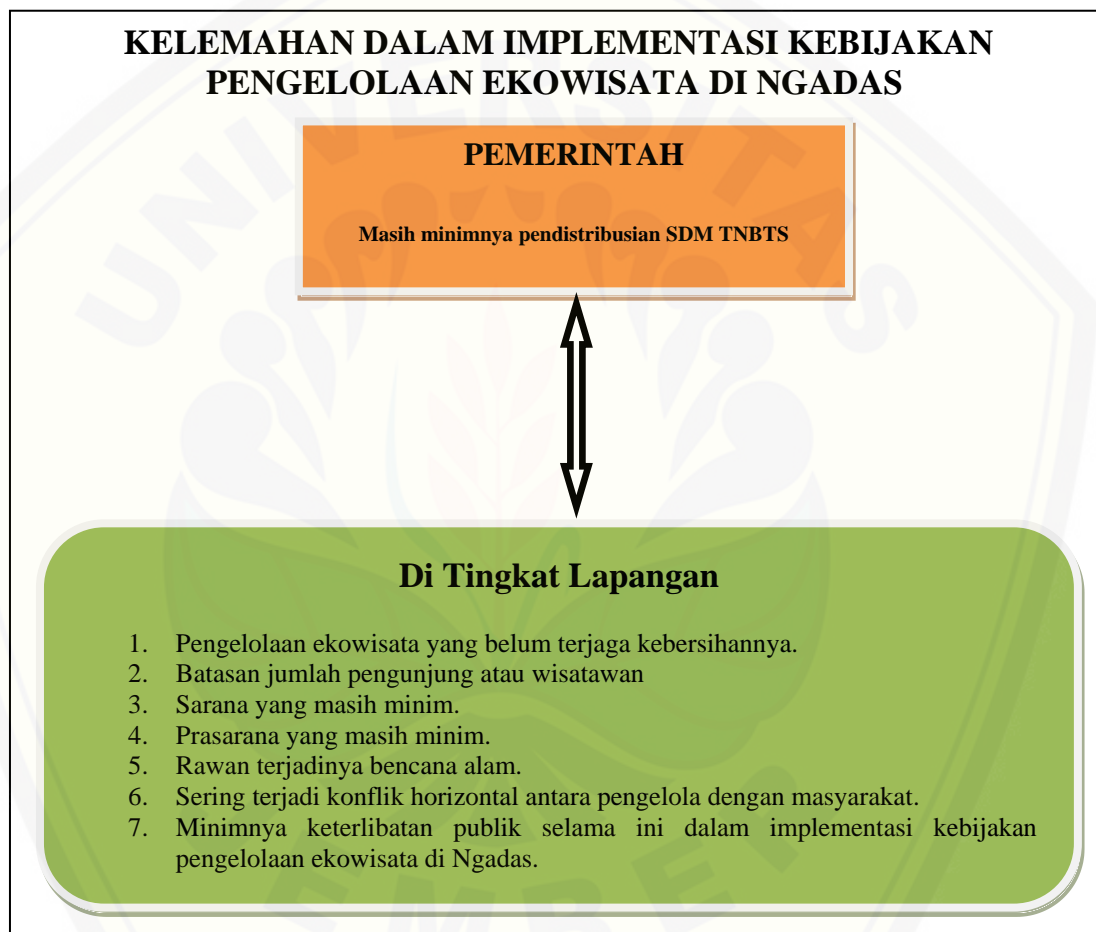 KELEMAHAN DALAM IMPLEMENTASI KEBIJAKAN
PENGELOLAAN EKOWISATA DI NGADAS
PEMERINTAH
Masih minimnya pendistribusian SDM TNBTS
Di Tingkat Lapangan
1. Pengelolaan ekowisata yang belum terjaga kebersihannya.
2. Batasan jumlah pengunjung atau wisatawan
3. Sarana yang masih minim.
4. Prasarana yang masih minim.
5. Rawan terjadinya bencana alam.
6. Sering terjadi konflik horizontal antara pengelola dengan masyarakat.
7. Minimnya keterlibatan publik selama ini dalam implementasi kebijakan
pengelolaan ekowisata di Ngadas.
UNIVERSITAS
JEMBER